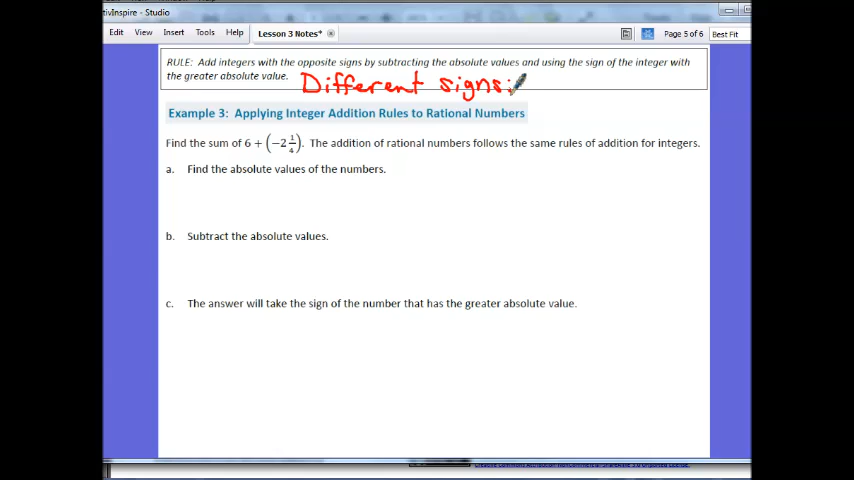 ctivInspire - Studio
Edit View Insert Tools Help Lesson 3 Notes* Page 5 of 6 Best Fit
RULE: Add integers with the opposite signs by subtracting the absolute values and using the sign of the integer with
the greater absolute value. Different signs:
Example 3: Applying Integer Addition Rules to Rational Numbers
Find the sum of 6 + (−2 1/4). The addition of rational numbers follows the same rules of addition for integers.
a. Find the absolute values of the numbers.
b. Subtract the absolute values.
c. The answer will take the sign of the number that has the greater absolute value.